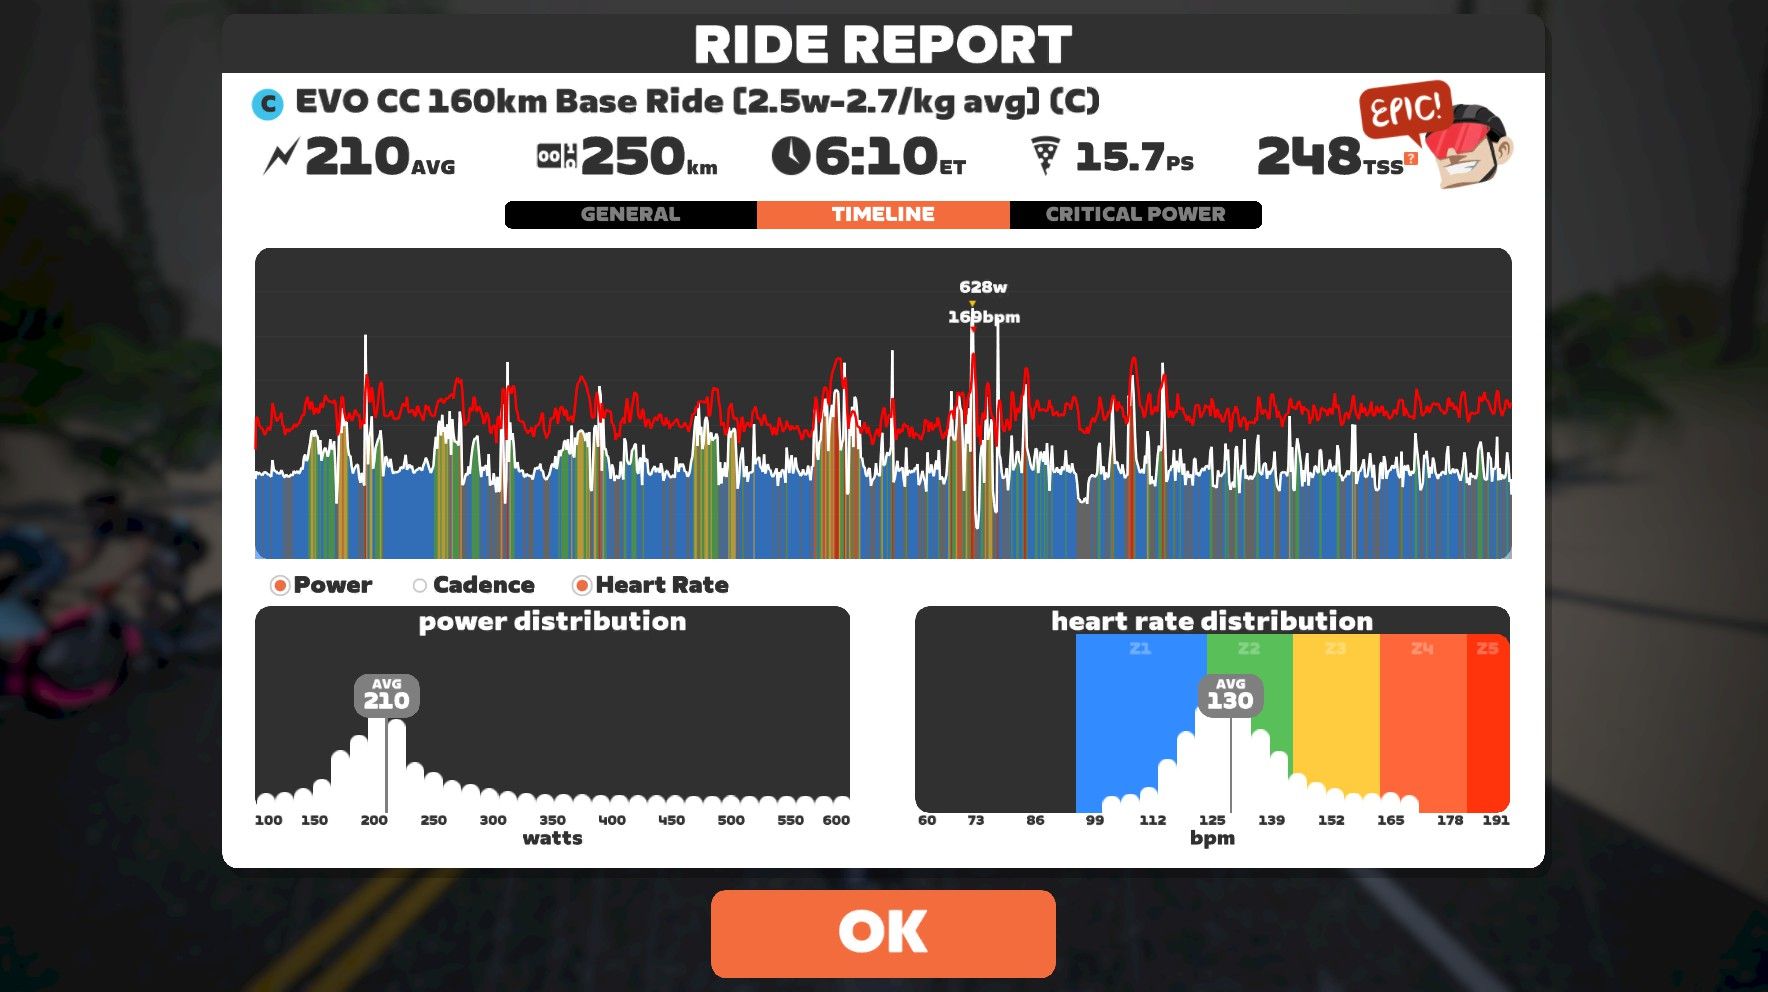 RIDE REPORT
C EVO CC 160km Base Ride [2.5w-2.7/kg avg] (C)
EPIC!
210AVG 250km 6:10ET 15.7PS 248TSS?
GENERAL TIMELINE CRITICAL POWER
628w
169bpm
Power Cadence Heart Rate
power distribution
AVG
210
100 150 200 250 300 350 400 450 500 550 600
watts
heart rate distribution
Z1 Z2 Z3 Z4 Z5
AVG
130
60 73 86 99 112 125 139 152 165 178 191
bpm
OK